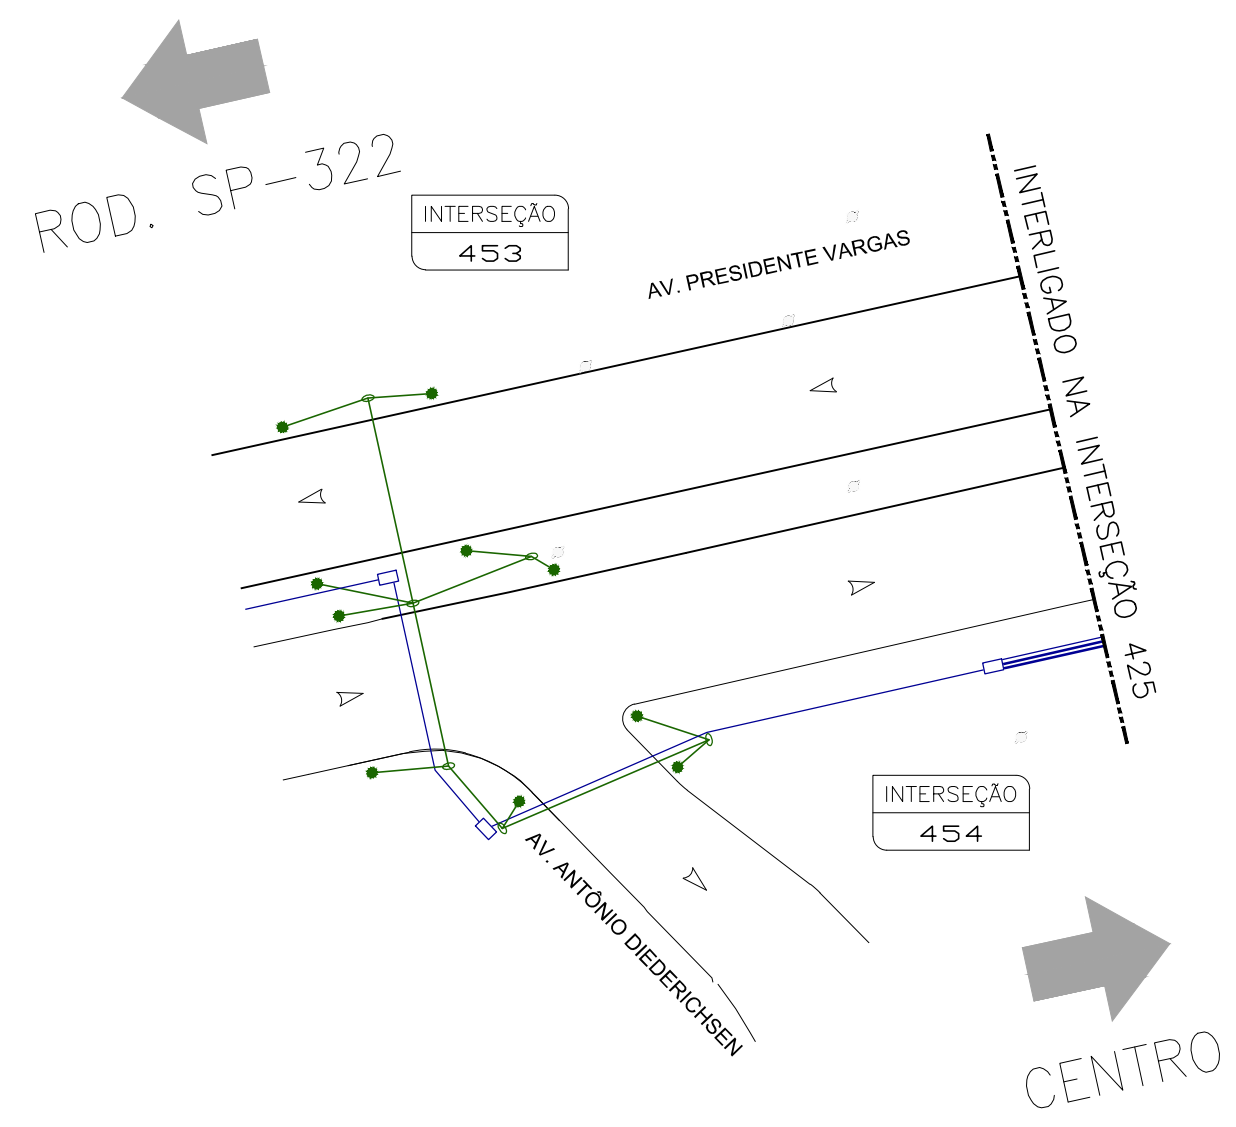 ROD. SP-322
INTERSEÇÃO
453
AV. PRESIDENTE VARGAS
INTERLIGADO NA INTERSEÇÃO 425
INTERSEÇÃO
454
AV. ANTÔNIO DIEDERICHSEN
CENTRO